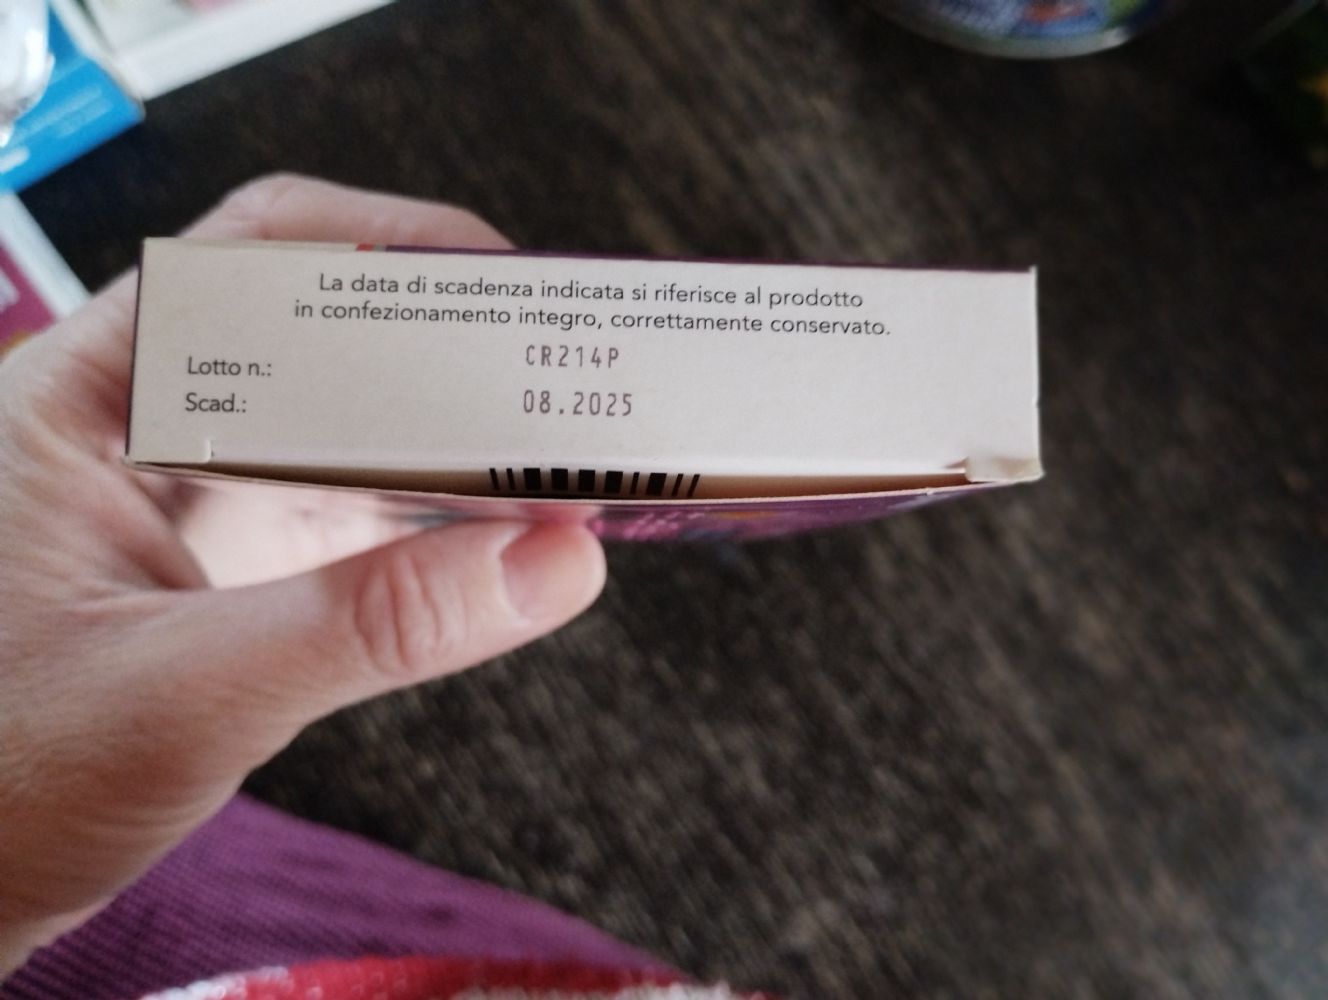 La data di scadenza indicata si riferisce al prodotto
in confezionamento integro, correttamente conservato.
Lotto n.: CR214P
Scad.: 08.2025